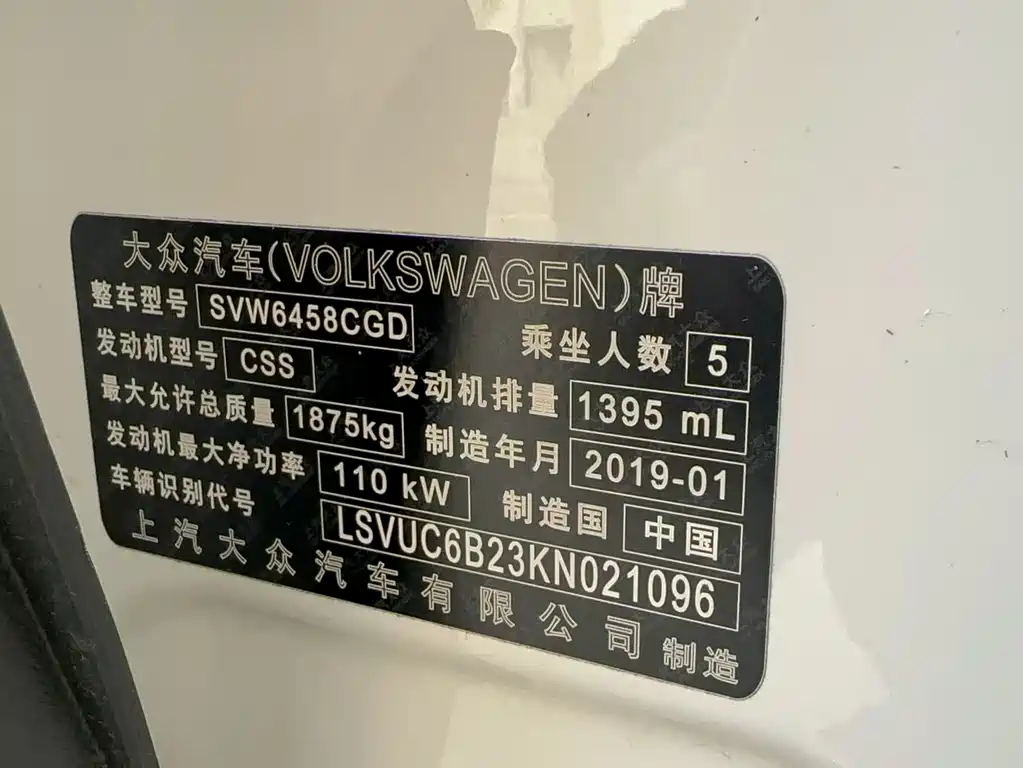 大众汽车(VOLKSWAGEN)牌
整车型号 SVW6458CGD 乘坐人数 5
发动机型号 CSS 发动机排量 1395 mL
最大允许总质量 1875kg 制造年月 2019-01
发动机最大净功率 110 kW 制造国 中国
车辆识别代号 LSVUC6B23KN021096
上汽大众汽车有限公司 制造